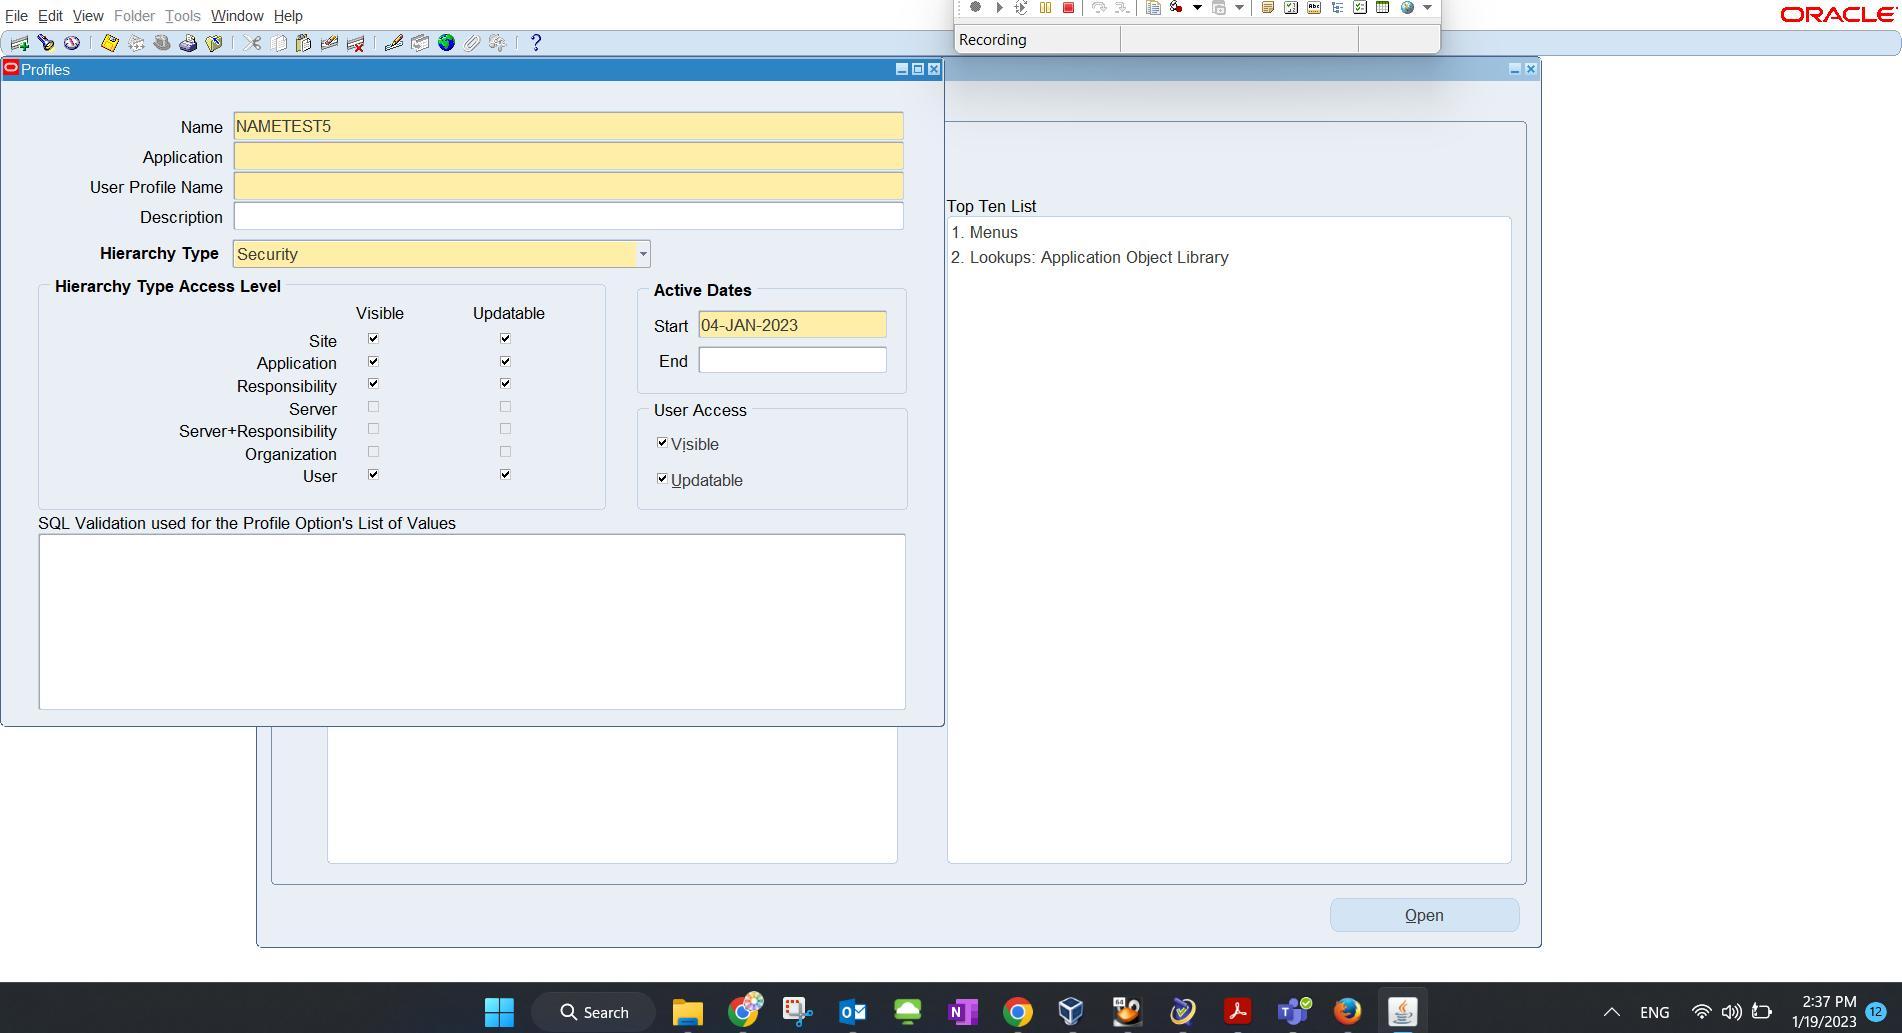 File Edit View Folder Tools Window Help
ORACLE
Recording
Profiles
Name NAMETEST5
Application
User Profile Name
Description
Hierarchy Type Security
Hierarchy Type Access Level
Visible Updatable
Site
Application
Responsibility
Server
Server+Responsibility
Organization
User
Active Dates
Start 04-JAN-2023
End
User Access
Visible
Updatable
SQL Validation used for the Profile Option's List of Values
Top Ten List
1. Menus
2. Lookups: Application Object Library
Open
Search
ENG
2:37 PM
1/19/2023
12